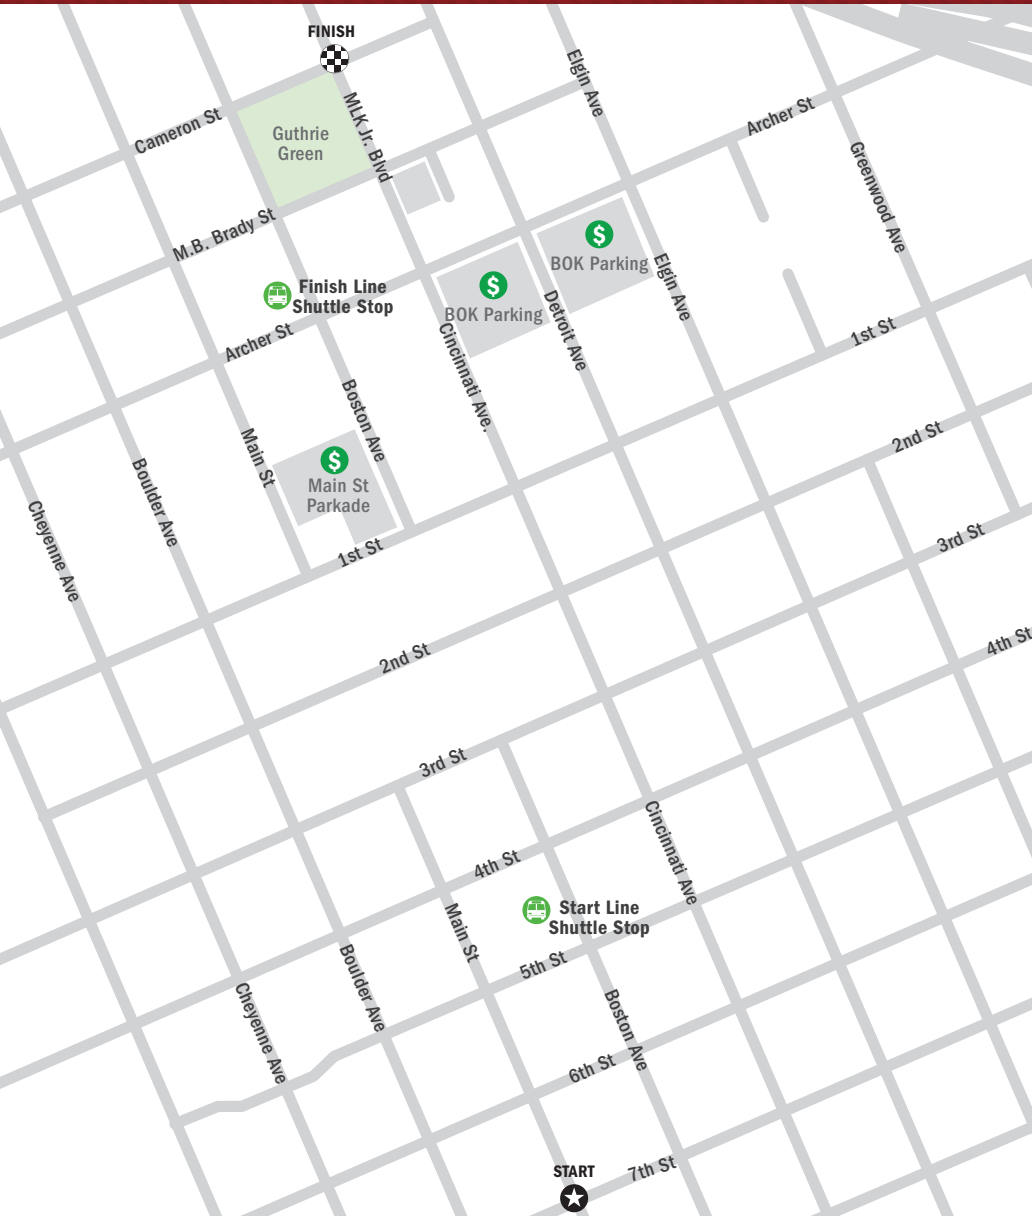 FINISH
Elgin Ave
MLK Jr. Blvd
Archer St
Cameron St
Guthrie
Green
Greenwood Ave
M.B. Brady St
$
BOK Parking
Elgin Ave
Finish Line
Shuttle Stop
$
BOK Parking
Detroit Ave
Archer St
1st St
Cincinnati Ave.
Boston Ave
2nd St
Main St
$
Main St
Parkade
Boulder Ave
Cheyenne Ave
3rd St
1st St
4th St
2nd St
3rd St
Cincinnati Ave
4th St
Start Line
Shuttle Stop
Main St
5th St
Boulder Ave
Cheyenne Ave
Boston Ave
6th St
START
7th St